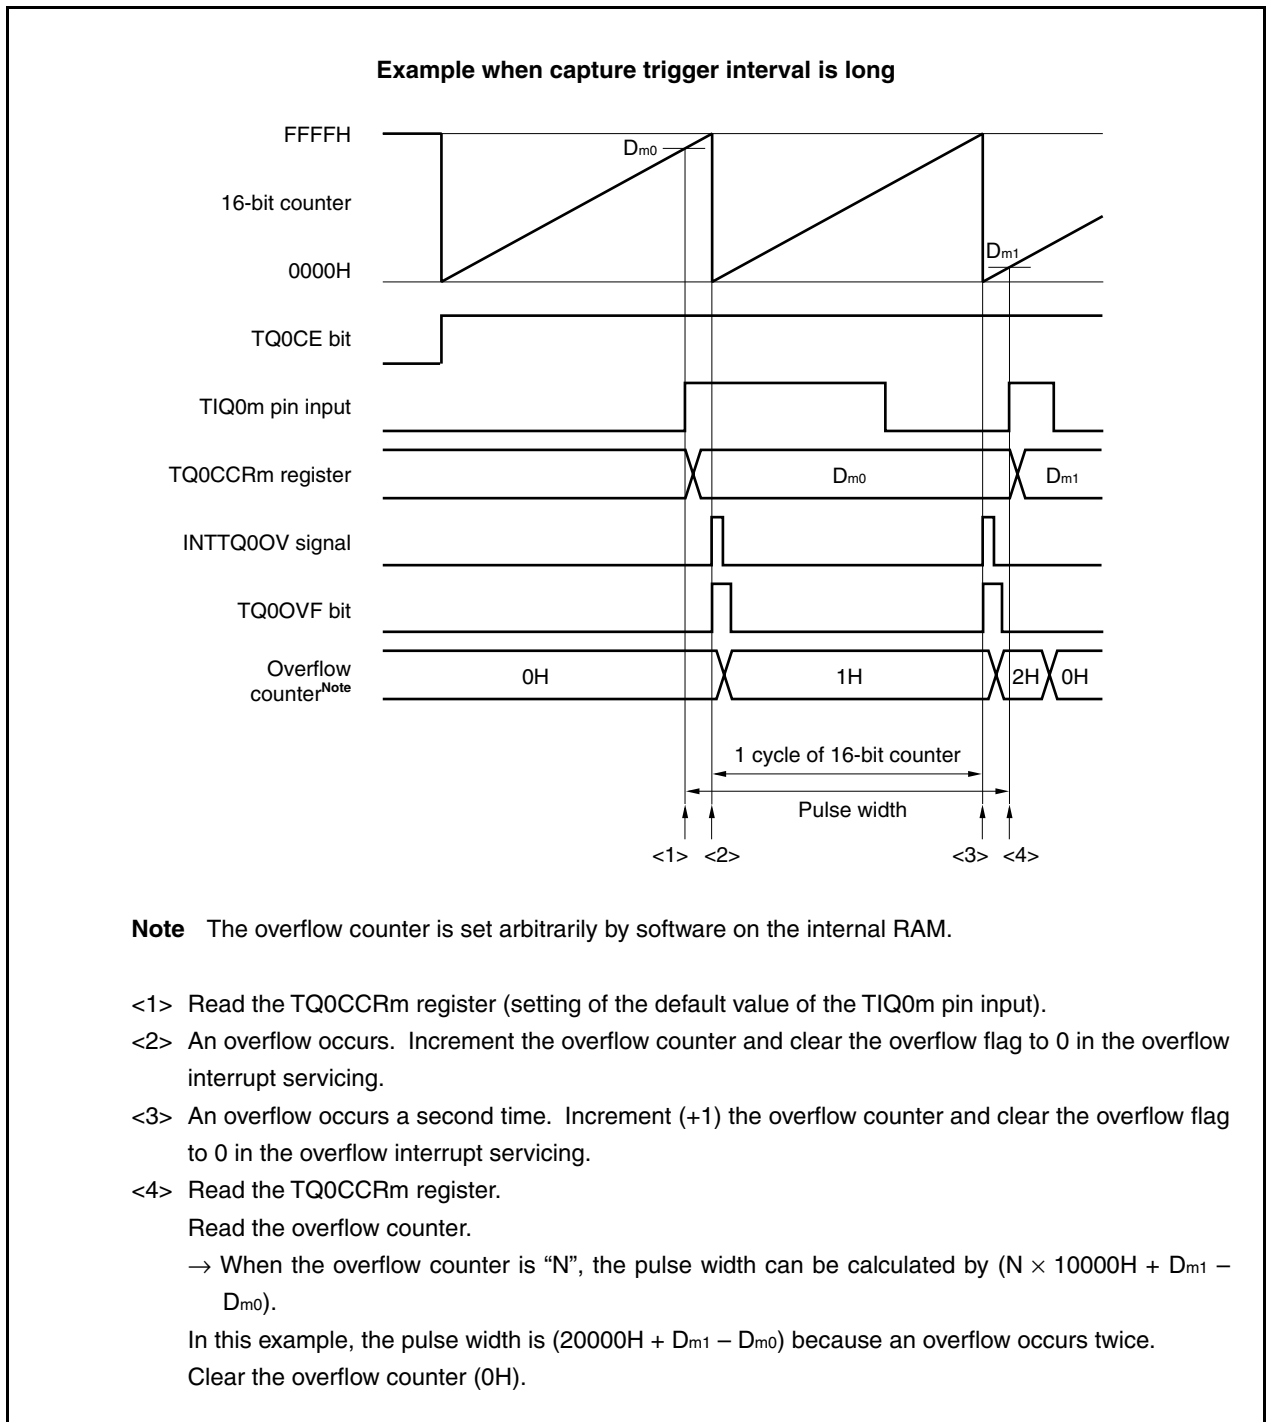 Example when capture trigger interval is long
FFFFH
Dm0
16-bit counter
Dm1
0000H
TQ0CE bit
TIQ0m pin input
TQ0CCRm register
Dm0
Dm1
INTTQ0OV signal
TQ0OVF bit
Overflow
counterNote
0H
1H
2H
0H
1 cycle of 16-bit counter
Pulse width
<1> <2> <3> <4>
Note The overflow counter is set arbitrarily by software on the internal RAM.
<1> Read the TQ0CCRm register (setting of the default value of the TIQ0m pin input).
<2> An overflow occurs. Increment the overflow counter and clear the overflow flag to 0 in the overflow
interrupt servicing.
<3> An overflow occurs a second time. Increment (+1) the overflow counter and clear the overflow flag
to 0 in the overflow interrupt servicing.
<4> Read the TQ0CCRm register.
Read the overflow counter.
→ When the overflow counter is “N”, the pulse width can be calculated by (N × 10000H + Dm1 –
Dm0).
In this example, the pulse width is (20000H + Dm1 – Dm0) because an overflow occurs twice.
Clear the overflow counter (0H).